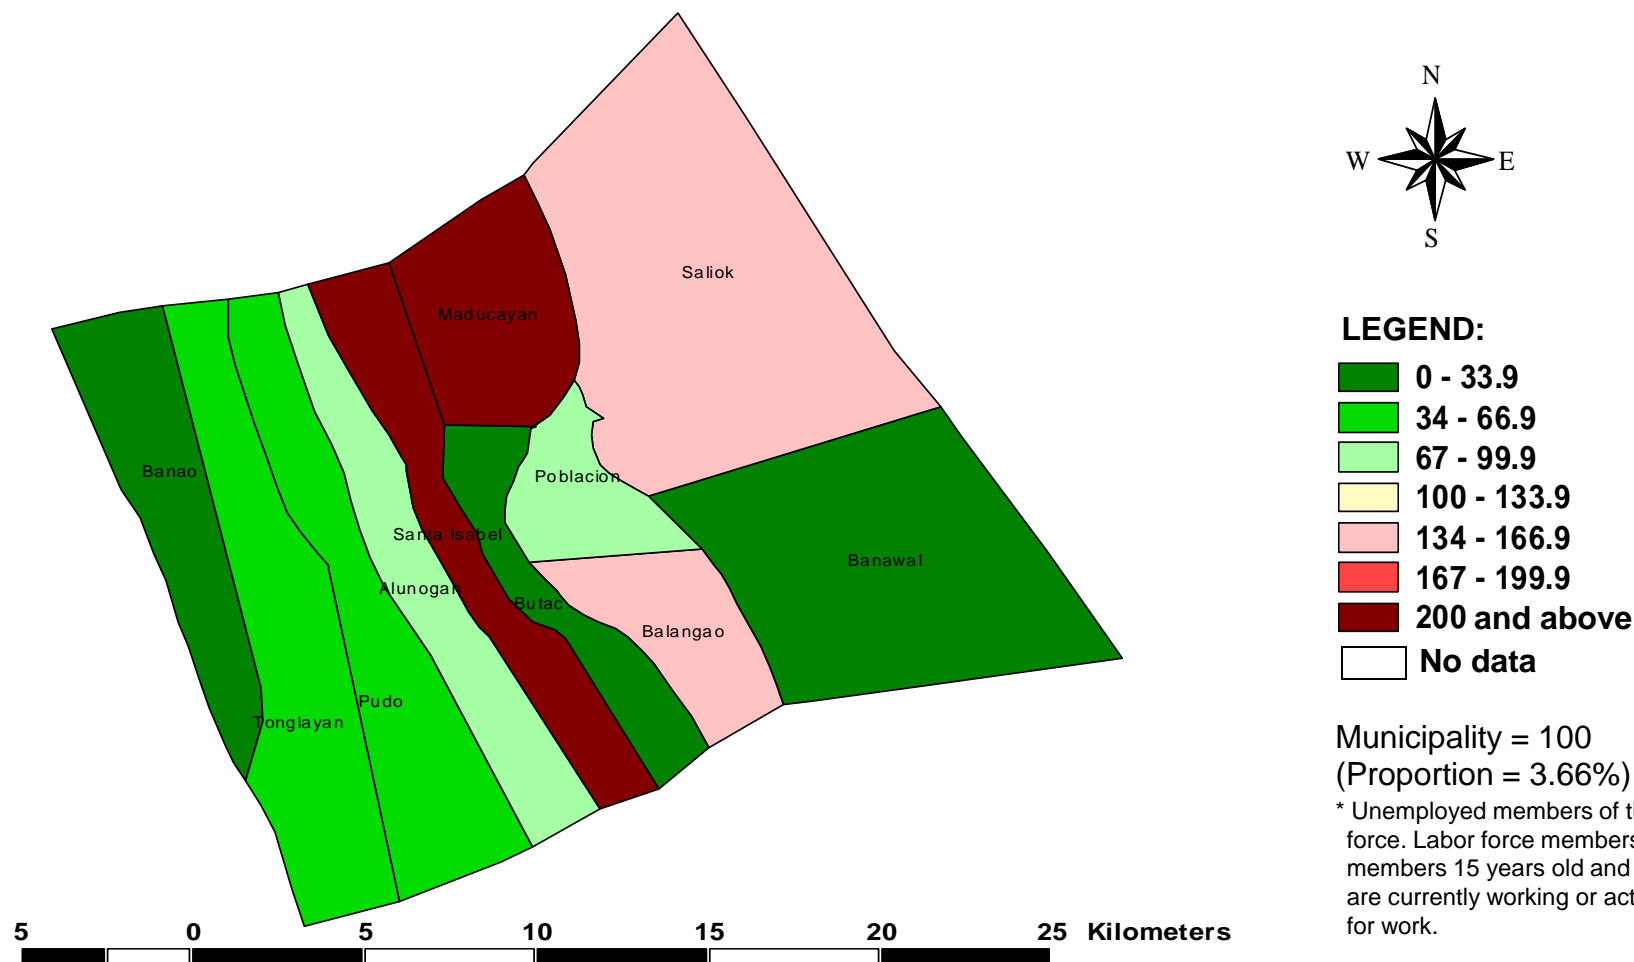 N
W E
S
Saliok
Maducayan
Banao
Poblacion
Santa Isabel
Banawal
Alunogan
Butac
Balangao
Pudo
Tonglayan
LEGEND:
0 - 33.9
34 - 66.9
67 - 99.9
100 - 133.9
134 - 166.9
167 - 199.9
200 and above
No data
Municipality = 100
(Proportion = 3.66%)
* Unemployed members of
force. Labor force members
members 15 years old and
are currently working or
for work.
5 0 5 10 15 20 25 Kilometers